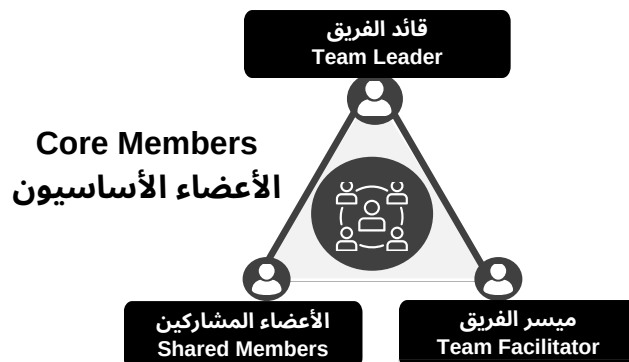 قائد الفريق
Team Leader
Core Members
الأعضاء الأساسيون
الأعضاء المشاركين
Shared Members
ميسر الفريق
Team Facilitator